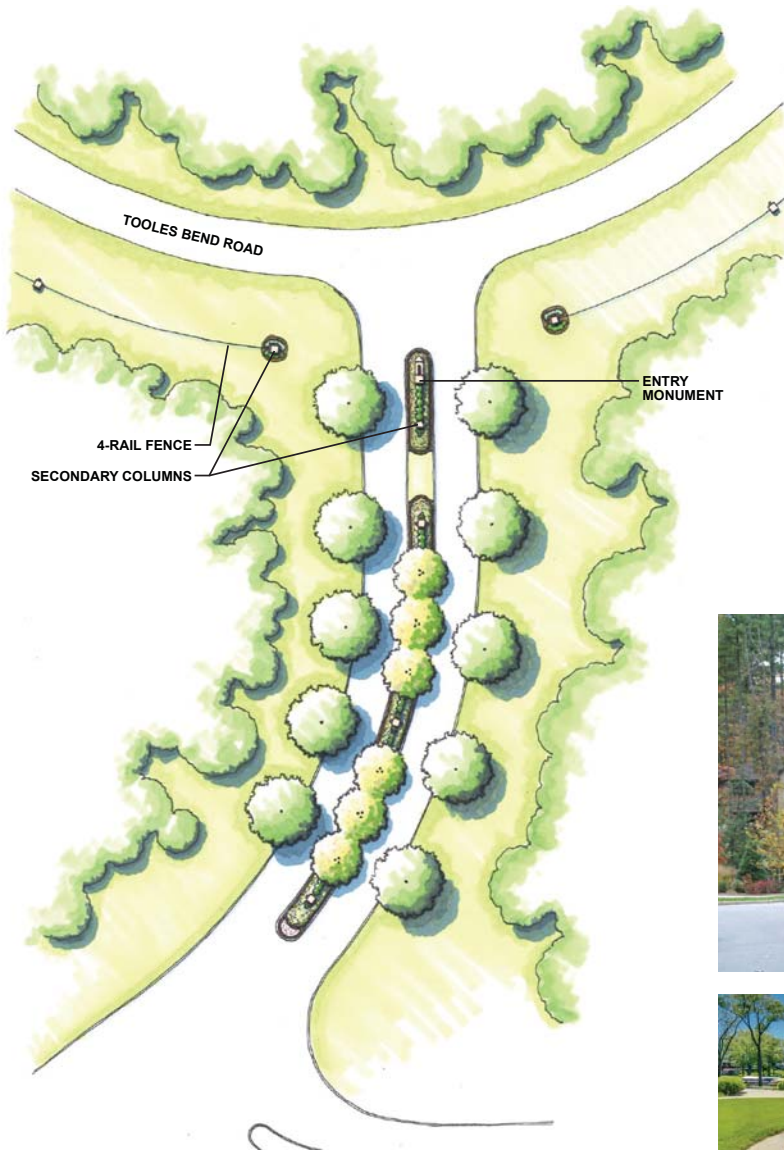 TOOLES BEND ROAD
ENTRY
MONUMENT
4-RAIL FENCE
SECONDARY COLUMNS